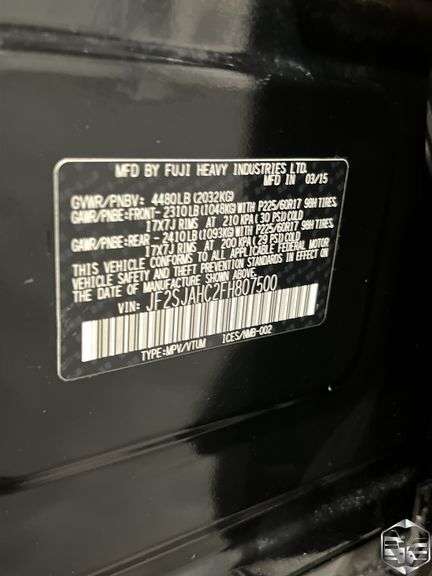 MFD BY FUJI HEAVY INDUSTRIES LTD.
MFD IN 03/15
GVWR/PNBV: 4480LB (2032KG)
GAWR/PNBE:FRONT-2310LB(1048KG)WITH P225/60R17 98H TIRES.
17X7J RIMS AT 210 KPA( 30 PSI)COLD
GAWR/PNBE:REAR -2410LB(1093KG)WITH P225/60R17 98H TIRES.
17X7J RIMS AT 200 KPA( 29 PSI)COLD
THIS VEHICLE CONFORMS TO ALL APPLICABLE FEDERAL MOTOR
VEHICLE SAFETY AND THEFT PREVENTION STANDARDS IN EFFECT ON
THE DATE OF MANUFACTURE SHOWN ABOVE.
VIN: JF2SJAHC2FH807500
TYPE:MPV/VTUM ICES/NMB-002